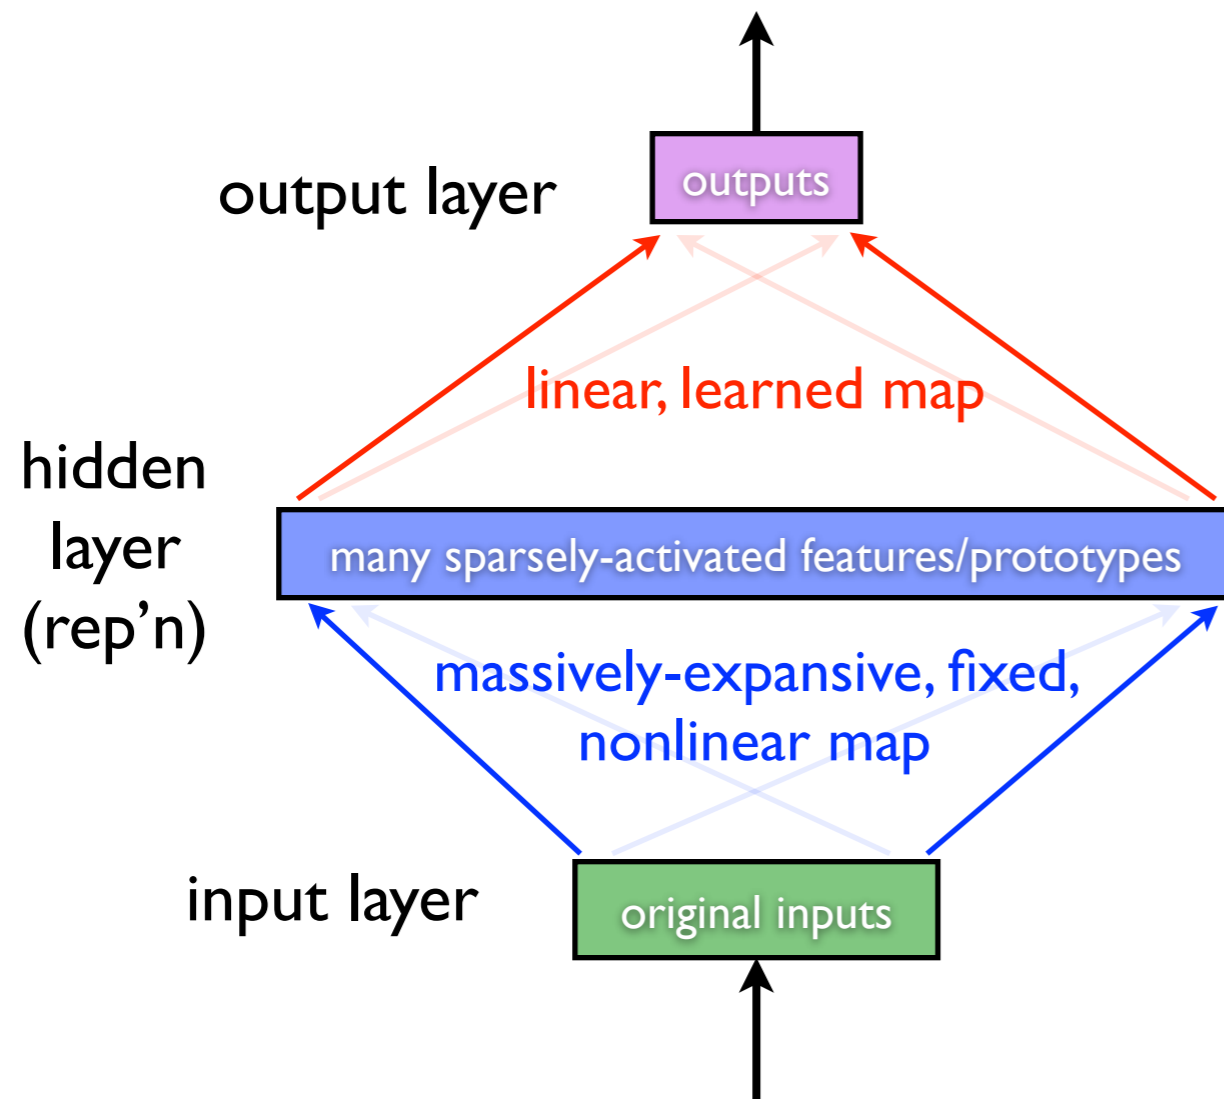 output layer
outputs
linear, learned map
hidden
layer
(rep’n)
many sparsely-activated features/prototypes
massively-expansive, fixed,
nonlinear map
input layer
original inputs